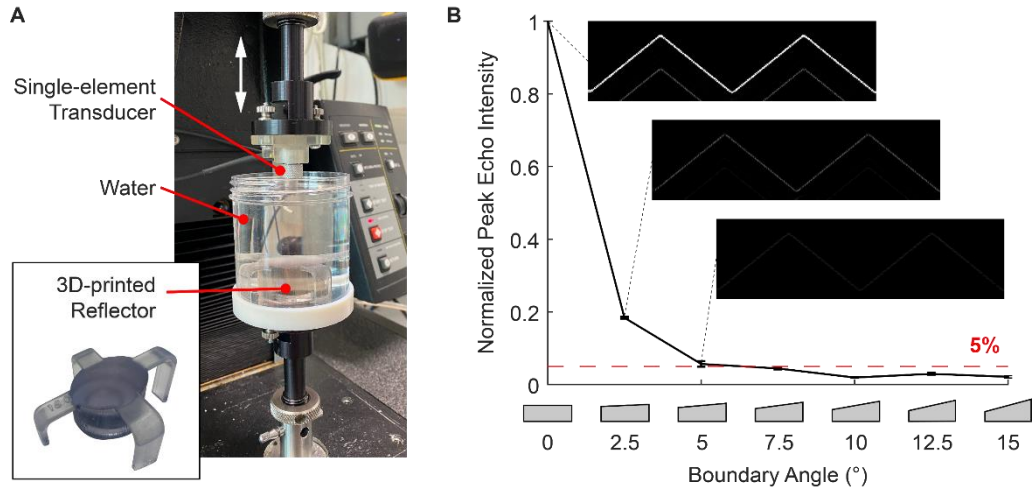 A
Single-element
Transducer
Water
3D-printed
Reflector
B
Normalized Peak Echo Intensity
1
0.8
0.6
0.4
0.2
0
5%
0
2.5
5
7.5
10
12.5
15
Boundary Angle (°)